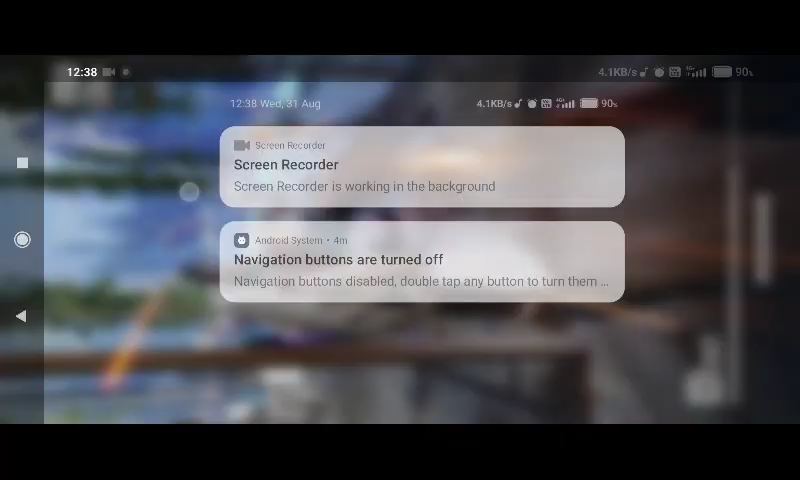 12:38
4.1KB/s
90%
12:38 Wed, 31 Aug
4.1KB/s
90%
Screen Recorder
Screen Recorder
Screen Recorder is working in the background
Android System • 4m
Navigation buttons are turned off
Navigation buttons disabled, double tap any button to turn them ...